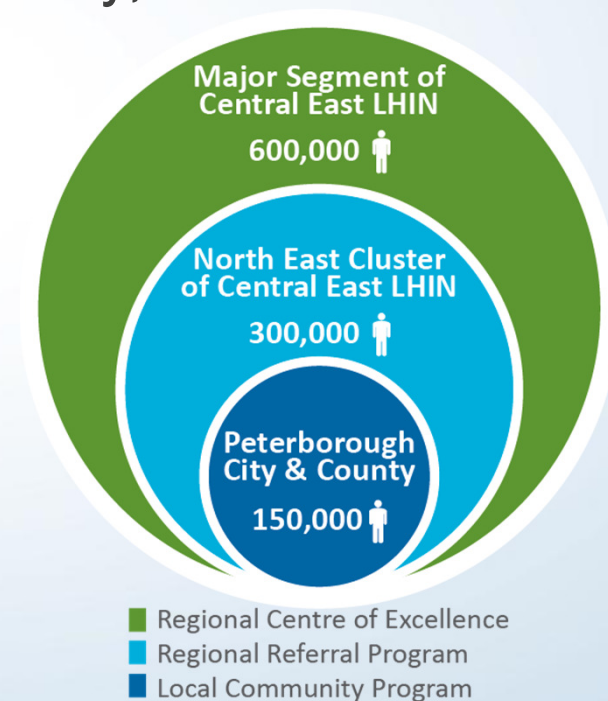 Major Segment of
Central East LHIN
600,000
North East Cluster
of Central East LHIN
300,000
Peterborough
City & County
150,000
Regional Centre of Excellence
Regional Referral Program
Local Community Program